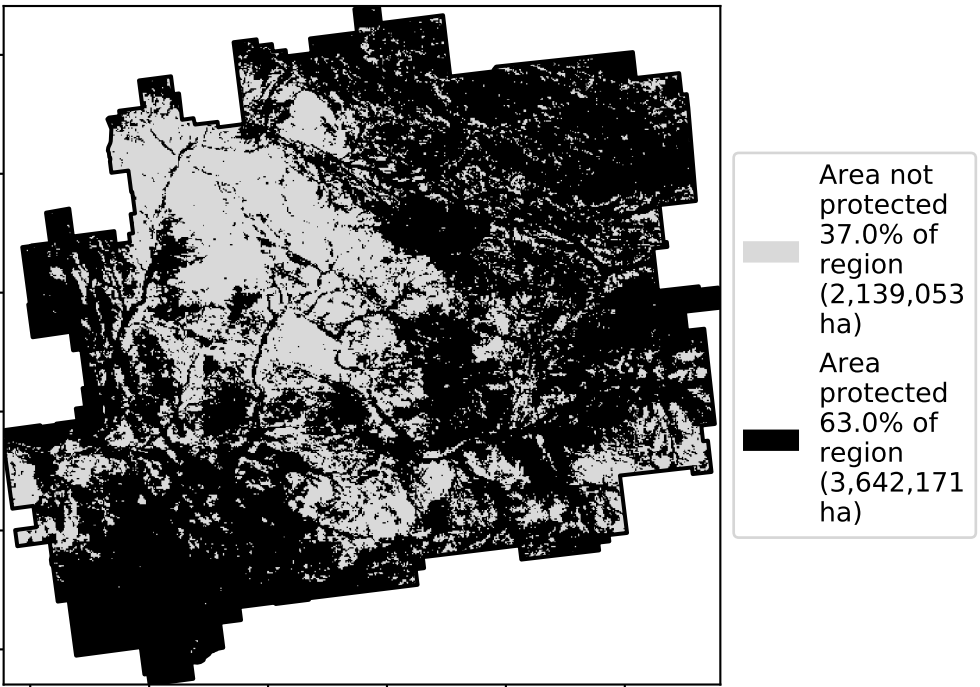 Area not
protected
37.0% of
region
(2,139,053
ha)
Area
protected
63.0% of
region
(3,642,171
ha)